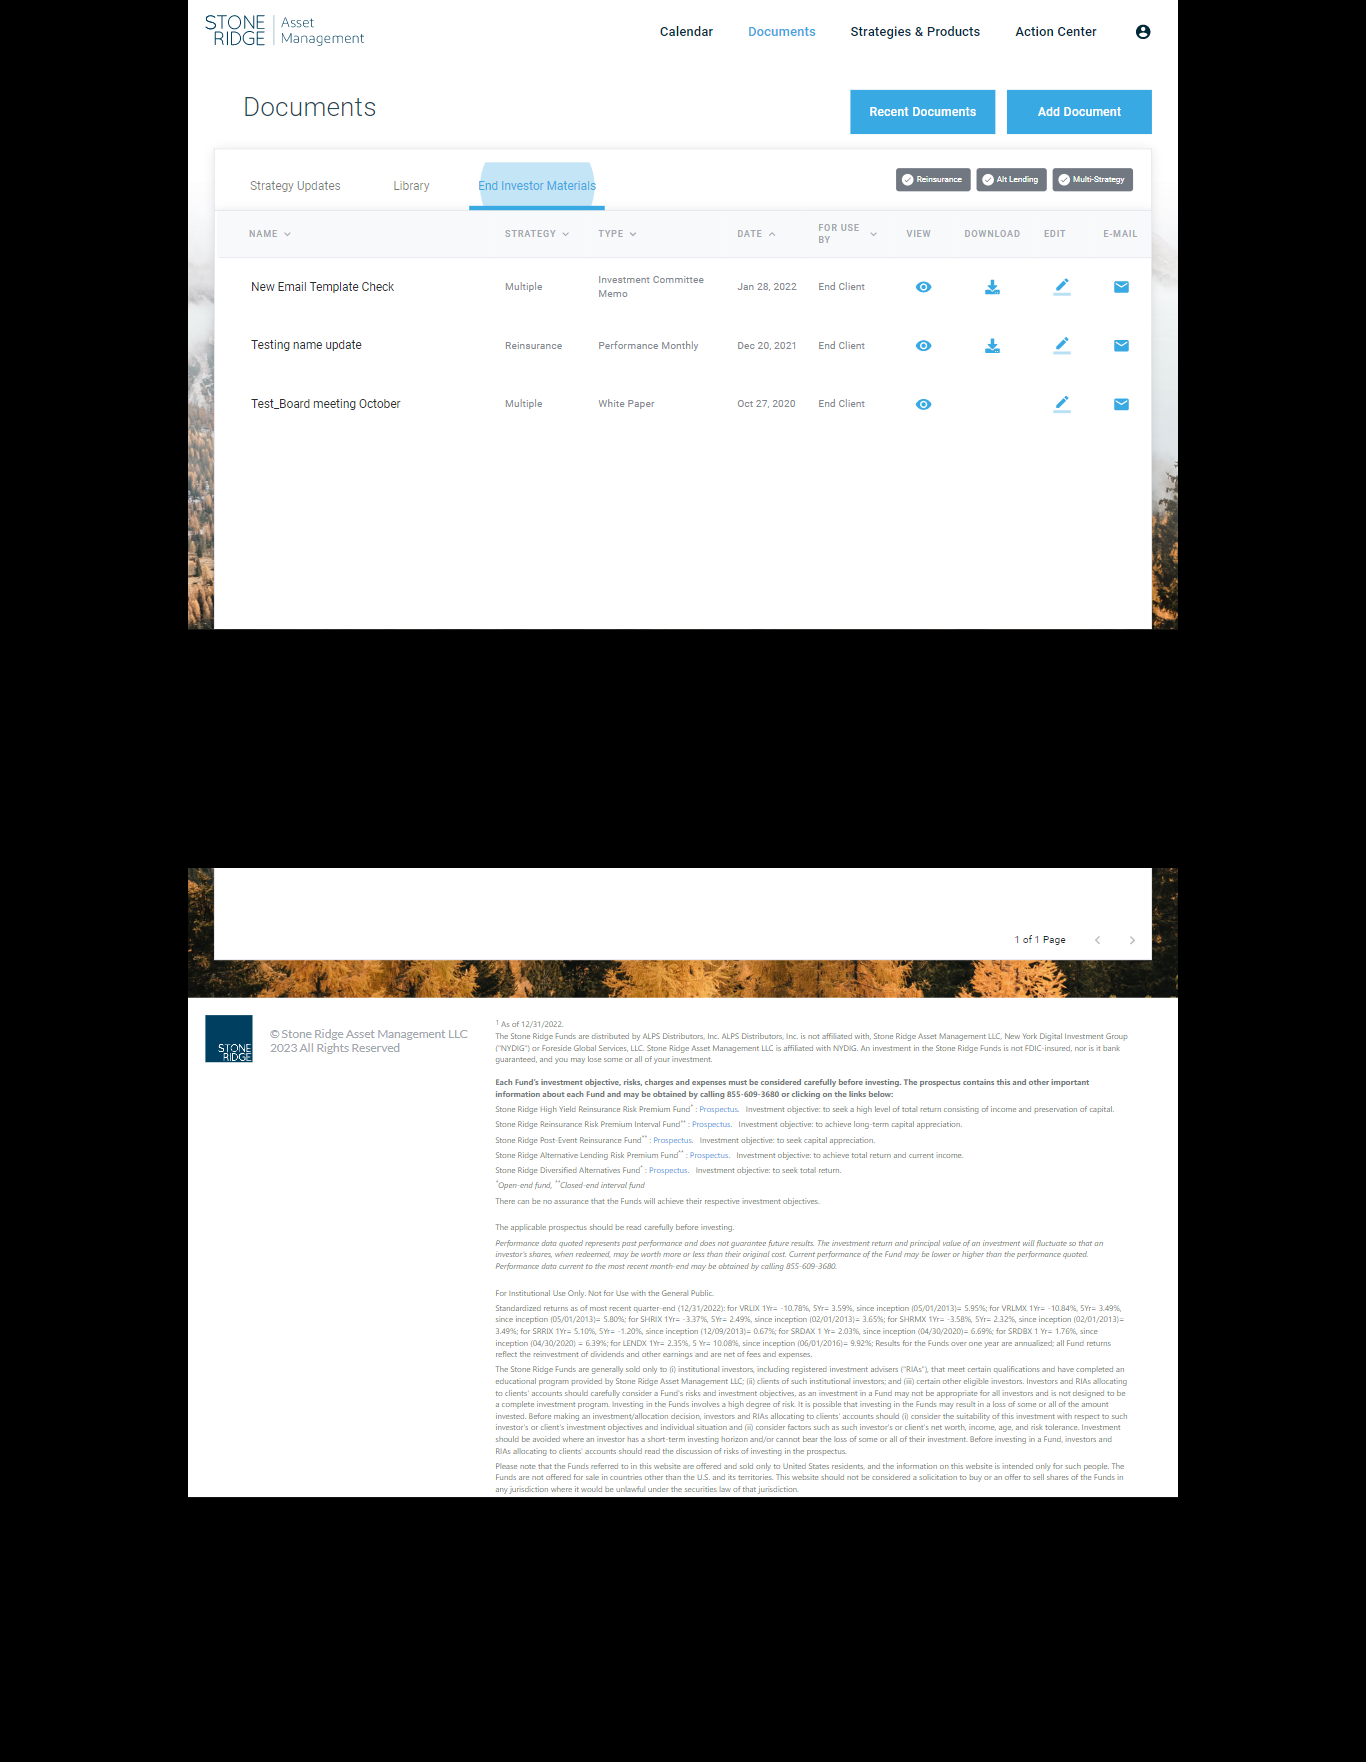 STONE RIDGE Asset Management
Calendar Documents Strategies & Products Action Center
Documents
Recent Documents Add Document
Strategy Updates Library End Investor Materials Reinsurance Alt Lending Multi-Strategy
NAME STRATEGY TYPE DATE FOR USE BY VIEW DOWNLOAD EDIT E-MAIL
New Email Template Check Multiple Investment Committee Memo Jan 28, 2022 End Client
Testing name update Reinsurance Performance Monthly Dec 20, 2021 End Client
Test_Board meeting October Multiple White Paper Oct 27, 2020 End Client
1 of 1 Page
STONE RIDGE
© Stone Ridge Asset Management LLC
2023 All Rights Reserved
1 As of 12/31/2022.
The Stone Ridge Funds are distributed by ALPS Distributors, Inc. ALPS Distributors, Inc. is not affiliated with, Stone Ridge Asset Management LLC, New York Digital Investment Group
("NYDIG") or Foreside Global Services, LLC. Stone Ridge Asset Management LLC is affiliated with NYDIG. An investment in the Stone Ridge Funds is not FDIC-insured, nor is it bank
guaranteed, and you may lose some or all of your investment.
Each Fund's investment objective, risks, charges and expenses must be considered carefully before investing. The prospectus contains this and other important
information about each Fund and may be obtained by calling 855-609-3680 or clicking on the links below:
Stone Ridge High Yield Reinsurance Risk Premium Fund* : Prospectus. Investment objective: to seek a high level of total return consisting of income and preservation of capital.
Stone Ridge Reinsurance Risk Premium Interval Fund** : Prospectus. Investment objective: to achieve long-term capital appreciation.
Stone Ridge Post-Event Reinsurance Fund** : Prospectus. Investment objective: to seek capital appreciation.
Stone Ridge Alternative Lending Risk Premium Fund** : Prospectus. Investment objective: to achieve total return and current income.
Stone Ridge Diversified Alternatives Fund* : Prospectus. Investment objective: to seek total return.
*Open-end fund, **Closed-end interval fund
There can be no assurance that the Funds will achieve their respective investment objectives.
The applicable prospectus should be read carefully before investing.
Performance data quoted represents past performance and does not guarantee future results. The investment return and principal value of an investment will fluctuate so that an
investor's shares, when redeemed, may be worth more or less than their original cost. Current performance of the Fund may be lower or higher than the performance quoted.
Performance data current to the most recent month-end may be obtained by calling 855-609-3680.
For Institutional Use Only. Not for Use with the General Public.
Standardized returns as of most recent quarter-end (12/31/2022): for VRLIX 1Yr= -10.78%, 5Yr= 3.59%, since inception (05/01/2013)= 5.95%; for VRLMX 1Yr= -10.84%, 5Yr= 3.49%,
since inception (05/01/2013)= 5.80%; for SHRIX 1Yr= -3.37%, 5Yr= 2.49%, since inception (02/01/2013)= 3.65%; for SHRMX 1Yr= -3.58%, 5Yr= 2.32%, since inception (02/01/2013)=
3.49%; for SRRIX 1Yr= 5.10%, 5Yr= -1.20%, since inception (12/09/2013)= 0.67%; for SRDAX 1 Yr= 2.03%, since inception (04/30/2020)= 6.69%; for SRDBX 1 Yr= 1.76%, since
inception (04/30/2020) = 6.39%; for LENDX 1Yr= 2.35%, 5 Yr= 10.08%, since inception (06/01/2016)= 9.92%; Results for the Funds over one year are annualized; all Fund returns
reflect the reinvestment of dividends and other earnings and are net of fees and expenses.
The Stone Ridge Funds are generally sold only to (i) institutional investors, including registered investment advisers ("RIAs"), that meet certain qualifications and have completed an
educational program provided by Stone Ridge Asset Management LLC; (ii) clients of such institutional investors; and (iii) certain other eligible investors. Investors and RIAs allocating
to clients' accounts should carefully consider a Fund's risks and investment objectives, as an investment in a Fund may not be appropriate for all investors and is not designed to be
a complete investment program. Investing in the Funds involves a high degree of risk. It is possible that investing in the Funds may result in a loss of some or all of the amount
invested. Before making an investment/allocation decision, investors and RIAs allocating to clients' accounts should (i) consider the suitability of this investment with respect to such
investor's or client's investment objectives and individual situation and (ii) consider factors such as such investor's or client's net worth, income, age, and risk tolerance. Investment
should be avoided where an investor has a short-term investing horizon and/or cannot bear the loss of some or all of their investment. Before investing in a Fund, investors and
RIAs allocating to clients' accounts should read the discussion of risks of investing in the prospectus.
Please note that the Funds referred to in this website are offered and sold only to United States residents, and the information on this website is intended only for such people. The
Funds are not offered for sale in countries other than the U.S. and its territories. This website should not be considered a solicitation to buy or an offer to sell shares of the Funds in
any jurisdiction where it would be unlawful under the securities law of that jurisdiction.